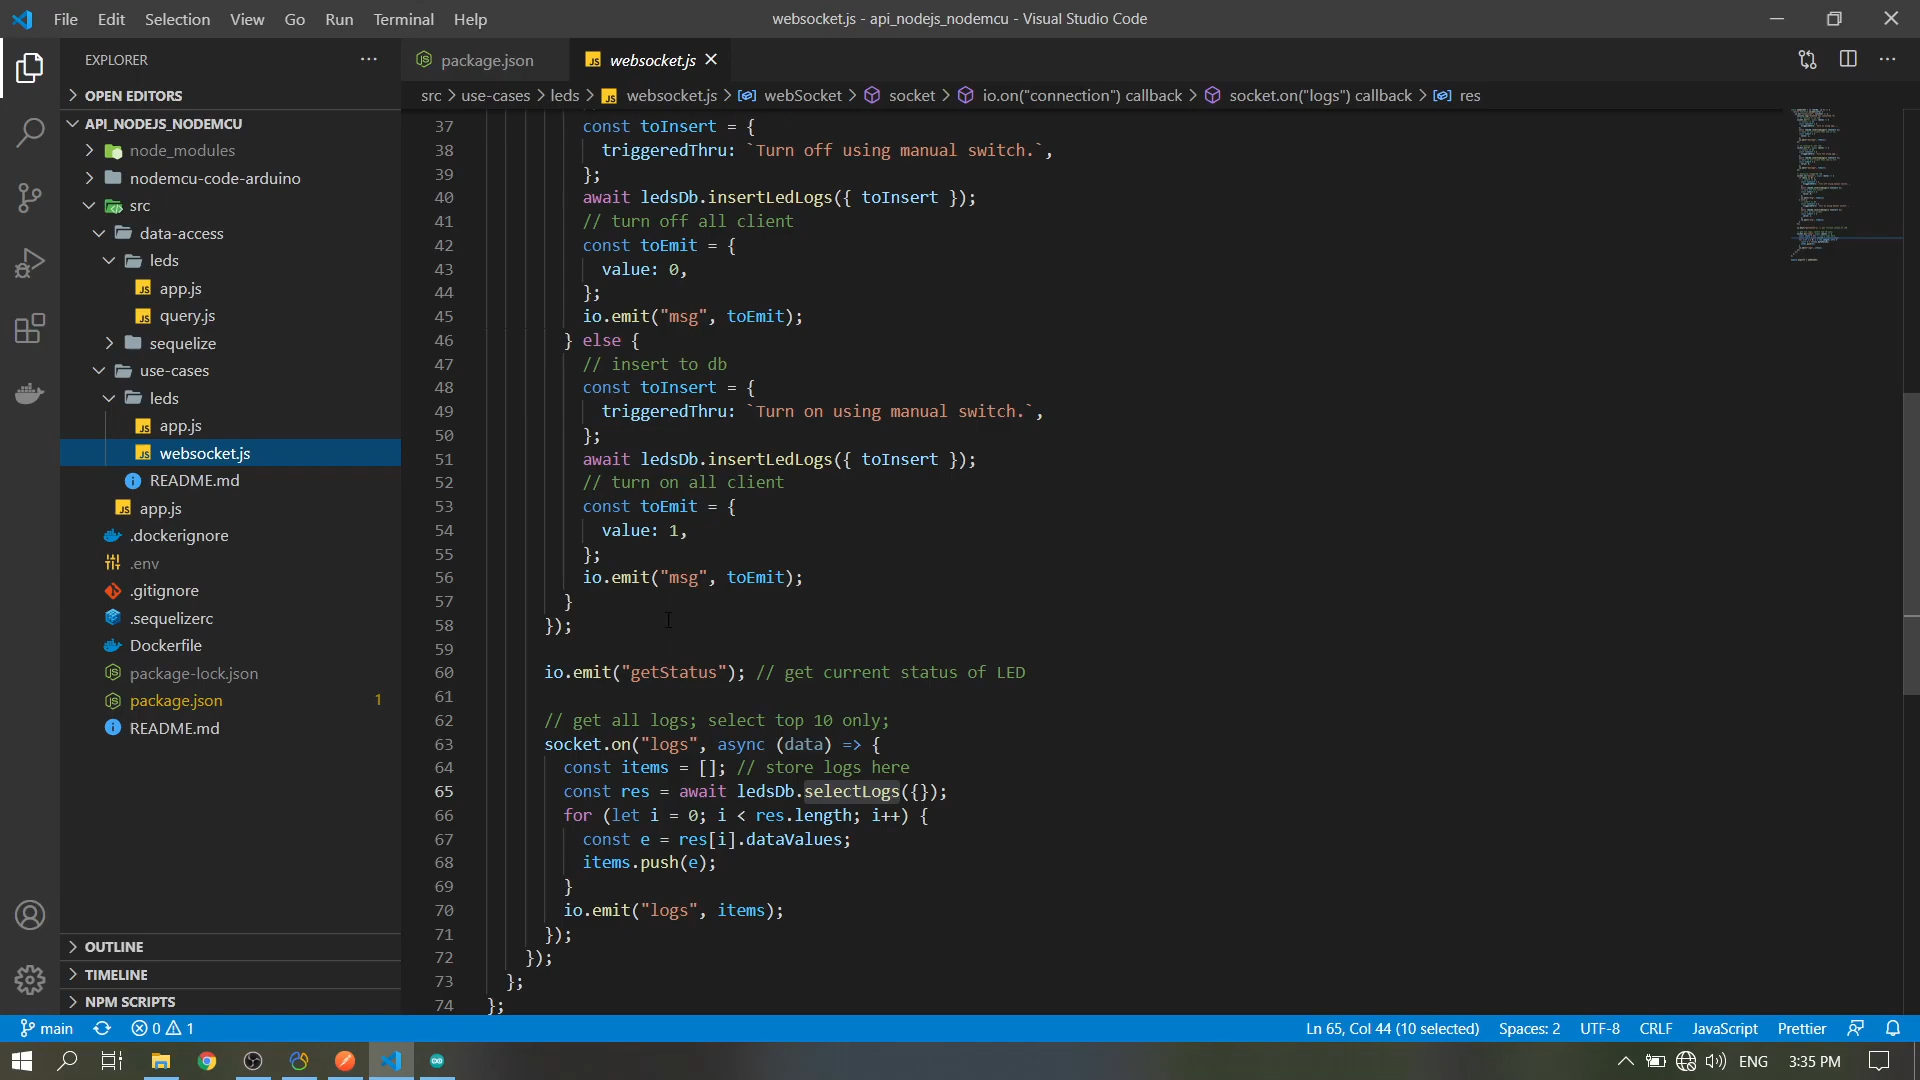 File Edit Selection View Go Run Terminal Help
websocket.js - api_nodejs_nodemcu - Visual Studio Code
EXPLORER
package.json
websocket.js
OPEN EDITORS
src > use-cases > leds > websocket.js > webSocket > socket > io.on("connection") callback > socket.on("logs") callback > res
API_NODEJS_NODEMCU
node_modules
nodemcu-code-arduino
src
data-access
leds
app.js
query.js
sequelize
use-cases
leds
app.js
websocket.js
README.md
app.js
.dockerignore
.env
.gitignore
.sequelizerc
Dockerfile
package-lock.json
package.json 1
README.md
OUTLINE
TIMELINE
NPM SCRIPTS
37 const toInsert = {
38 triggeredThru: `Turn off using manual switch.`,
39 };
40 await ledsDb.insertLedLogs({ toInsert });
41 // turn off all client
42 const toEmit = {
43 value: 0,
44 };
45 io.emit("msg", toEmit);
46 } else {
47 // insert to db
48 const toInsert = {
49 triggeredThru: `Turn on using manual switch.`,
50 };
51 await ledsDb.insertLedLogs({ toInsert });
52 // turn on all client
53 const toEmit = {
54 value: 1,
55 };
56 io.emit("msg", toEmit);
57 }
58 });
59
60 io.emit("getStatus"); // get current status of LED
61
62 // get all logs; select top 10 only;
63 socket.on("logs", async (data) => {
64 const items = []; // store logs here
65 const res = await ledsDb.selectLogs({});
66 for (let i = 0; i < res.length; i++) {
67 const e = res[i].dataValues;
68 items.push(e);
69 }
70 io.emit("logs", items);
71 });
72 });
73 };
74 };
main 0 1
Ln 65, Col 44 (10 selected) Spaces: 2 UTF-8 CRLF JavaScript Prettier
ENG 3:35 PM